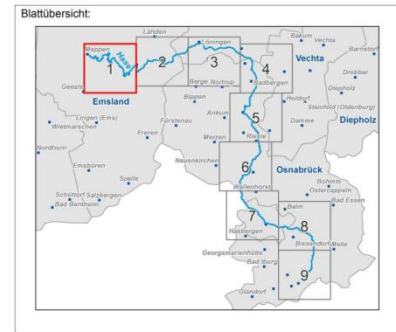 Blattübersicht:
Lähden
Löningen
Bakum
Vechta
Meppen
Hase
Vechta
Barnstorf
1
2
3
4
Drebber
Geeste
Berge
Nortrup
Badbergen
Diepholz
Emsland
Bippen
Holdorf
Steinfeld (Oldenburg)
Lingen (Ems)
Ankum
5
Damme
Diepholz
Wietmarschen
Fürstenau
Freren
Merzen
Rieste
Nordhorn
Neuenkirchen
6
Osnabrück
Emsbüren
Spelle
Bohmte
Wallenhorst
Ostercappeln
Schüttorf
Salzbergen
Bad Essen
Bad Bentheim
7
Belm
8
Hasbergen
Bissendorf
Melle
Georgsmarienhütte
Bad Iburg
9
Glandorf